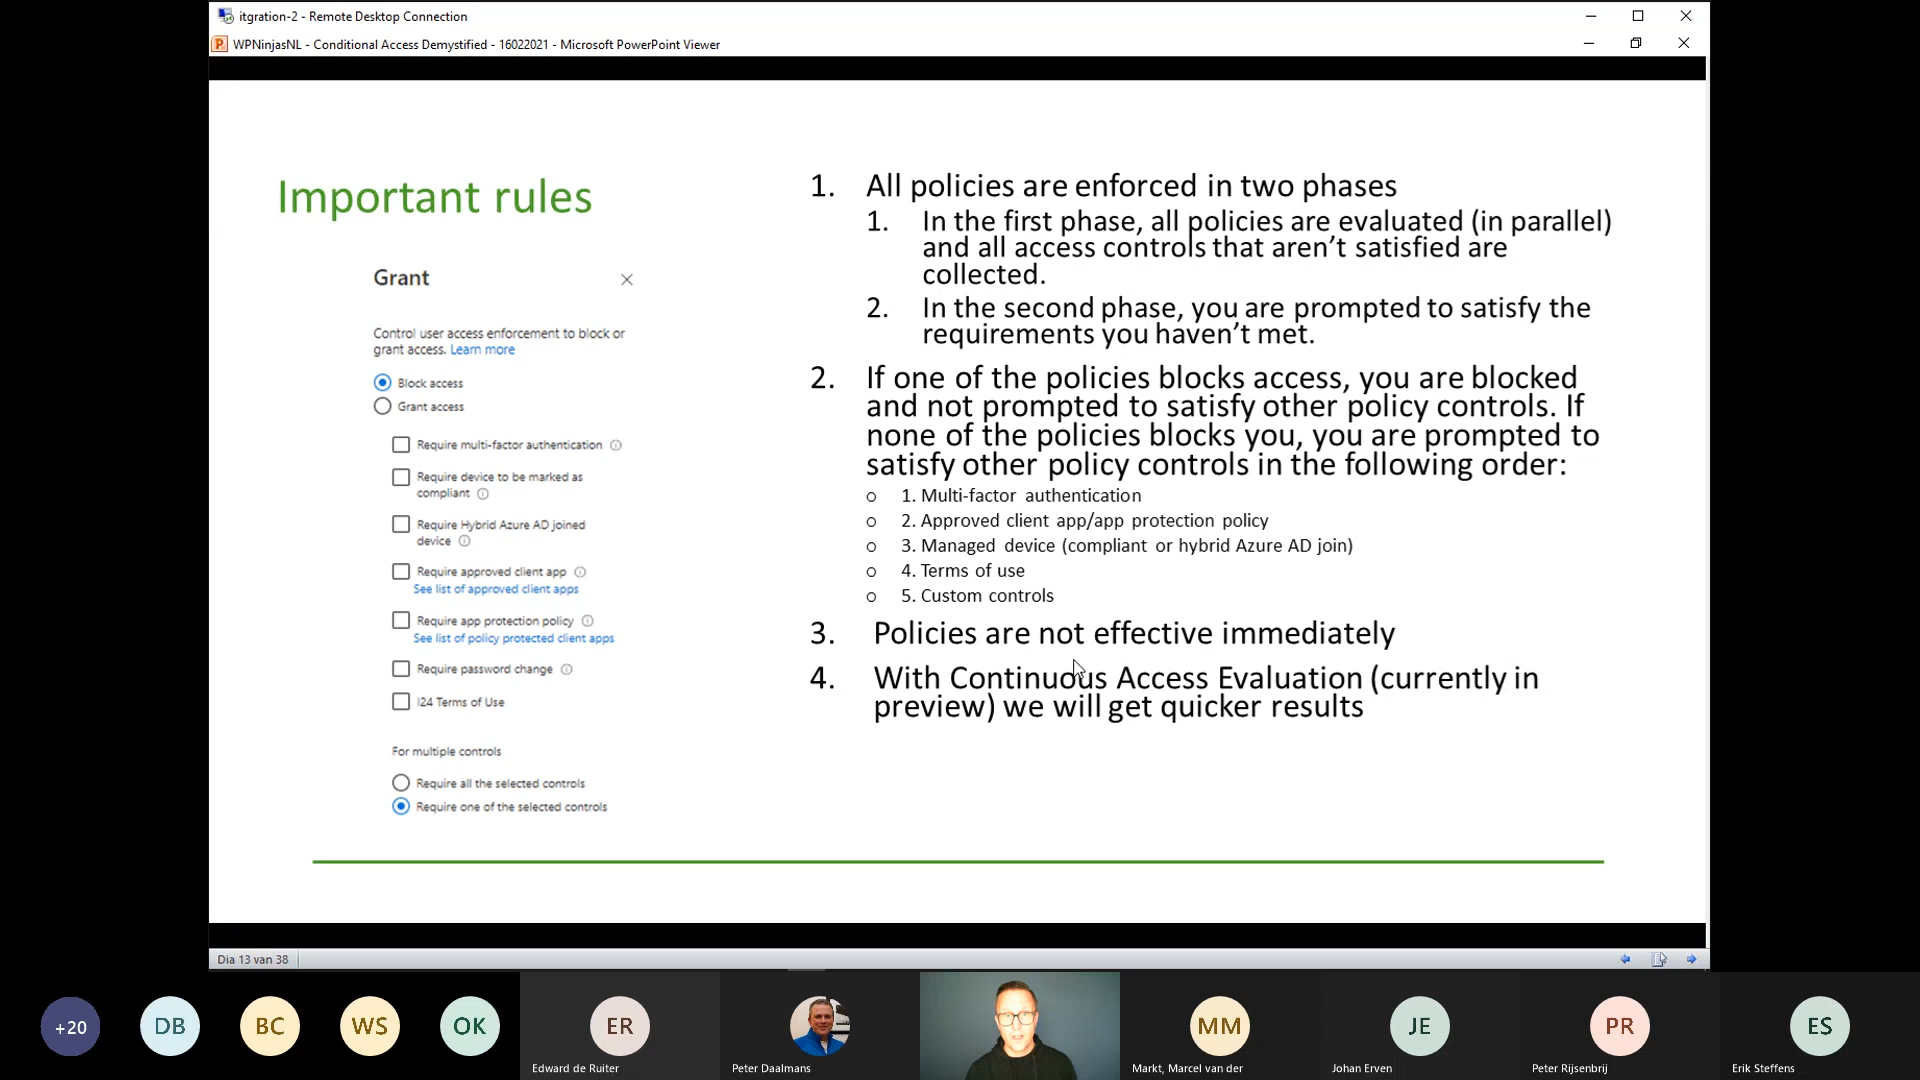 itgration-2 - Remote Desktop Connection
WPNinjasNL - Conditional Access Demystified - 16022021 - Microsoft PowerPoint Viewer
Important rules
Grant
Control user access enforcement to block or
grant access. Learn more
Block access
Grant access
Require multi-factor authentication
Require device to be marked as
compliant
Require Hybrid Azure AD joined
device
Require approved client app
See list of approved client apps
Require app protection policy
See list of policy protected client apps
Require password change
I24 Terms of Use
For multiple controls
Require all the selected controls
Require one of the selected controls
1. All policies are enforced in two phases
1. In the first phase, all policies are evaluated (in parallel)
and all access controls that aren't satisfied are
collected.
2. In the second phase, you are prompted to satisfy the
requirements you haven't met.
2. If one of the policies blocks access, you are blocked
and not prompted to satisfy other policy controls. If
none of the policies blocks you, you are prompted to
satisfy other policy controls in the following order:
o 1. Multi-factor authentication
o 2. Approved client app/app protection policy
o 3. Managed device (compliant or hybrid Azure AD join)
o 4. Terms of use
o 5. Custom controls
3. Policies are not effective immediately
4. With Continuous Access Evaluation (currently in
preview) we will get quicker results
Dia 13 van 38
+20
DB
BC
WS
OK
ER
Edward de Ruiter
Peter Daalmans
MM
Markt, Marcel van der
JE
Johan Erven
PR
Peter Rijsenbrij
ES
Erik Steffens